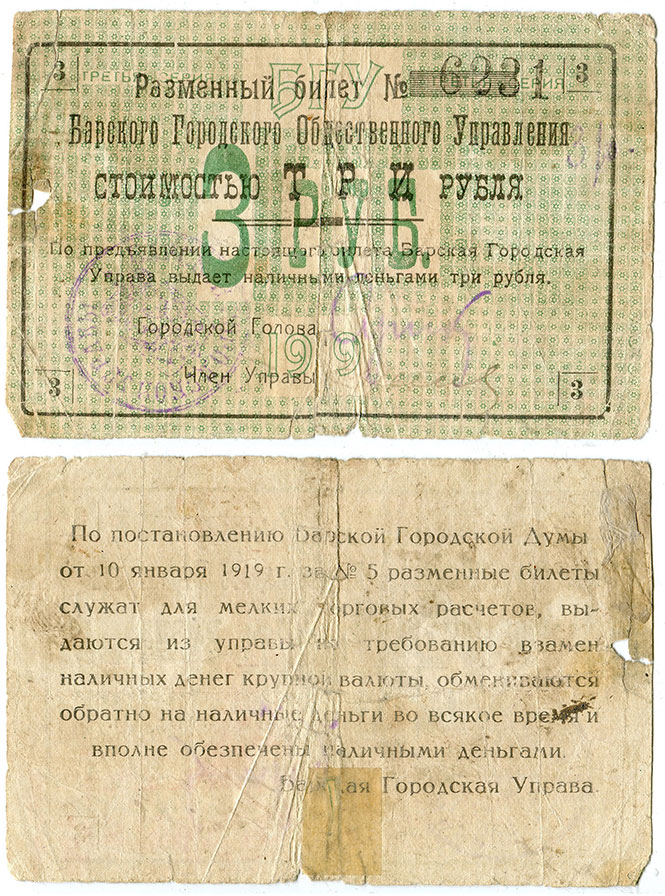 3 ТРЕТЬЯ СЕРИЯ БГУ 3
Разменный билет № 6231
Барского Городского Общественного Управления
СТОИМОСТЬЮ ТРИ РУБЛЯ
3 РУБ.
По предъявлении настоящего билета Барская Городская
Управа выдает наличными деньгами три рубля.
Городской Голова
1919
Член Управы
3 3
По постановлению Барской Городской Думы
от 10 января 1919 г. за № 5 разменные билеты
служат для мелких торговых расчетов, вы-
даются из управы по требованию взамен
наличных денег крупной валюты, обмениваются
обратно на наличные деньги во всякое время и
вполне обезпечены наличными деньгами.
Барская Городская Управа.